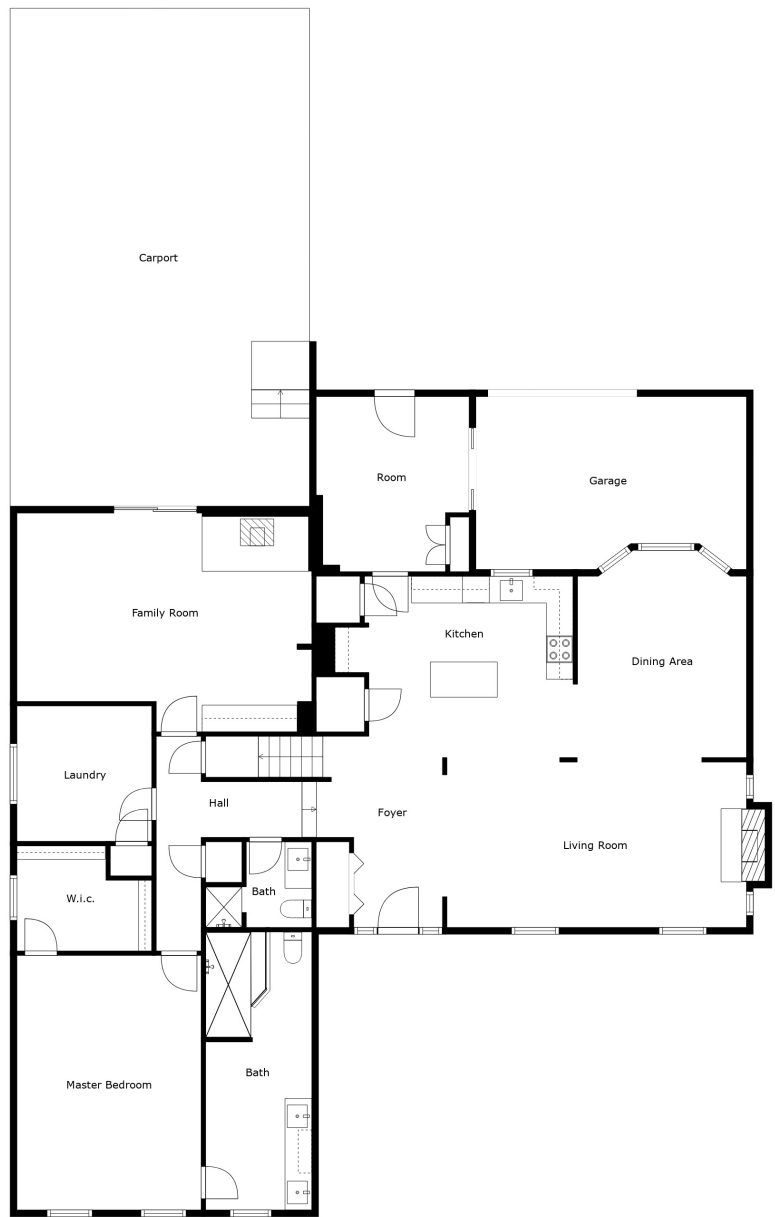 Carport
Room
Garage
Family Room
Kitchen
Dining Area
Laundry
Hall
Foyer
Living Room
Bath
W.i.c.
Bath
Master Bedroom